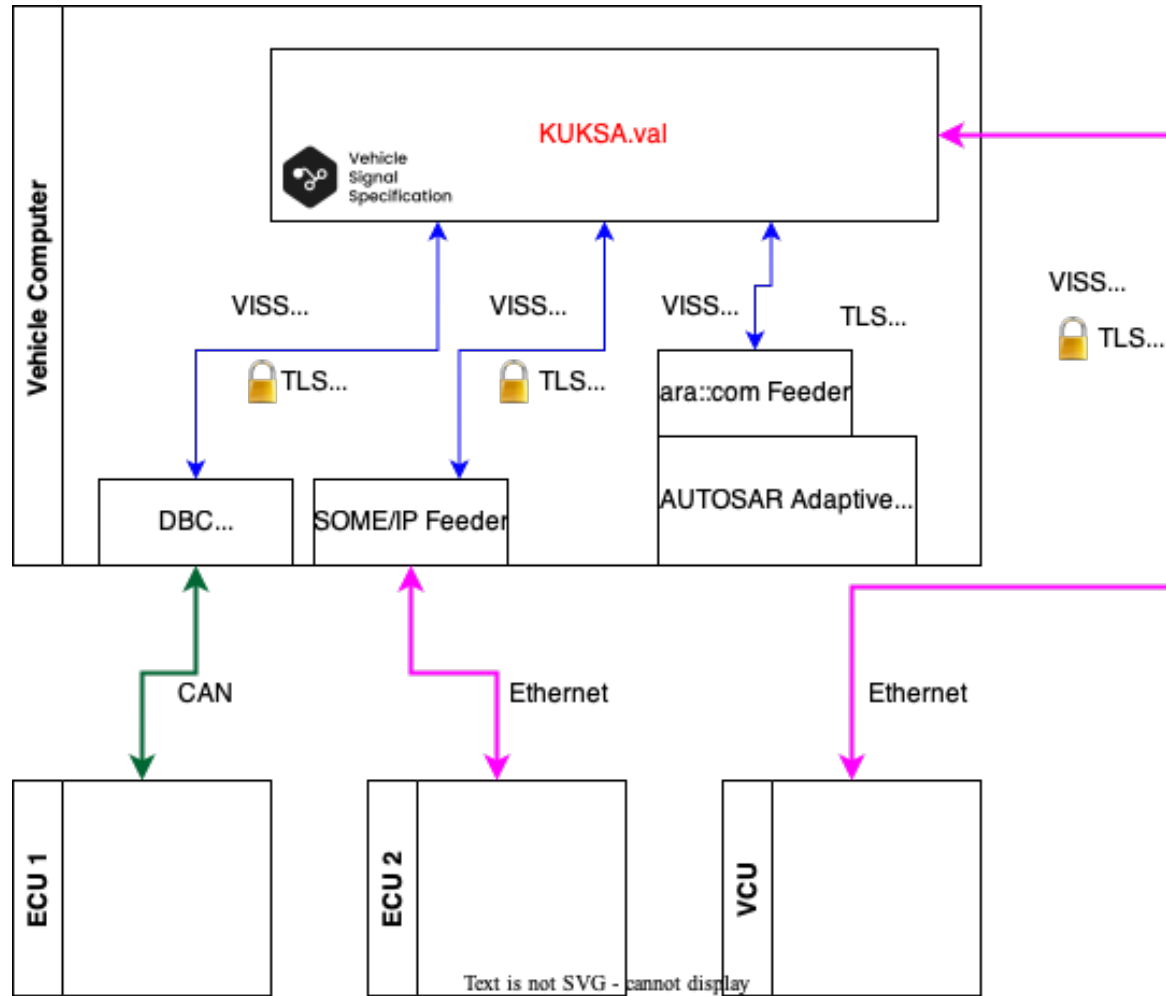 Vehicle Computer
KUKSA.val
Vehicle
Signal
Specification
VISS...
VISS...
VISS...
TLS...
VISS...
TLS...
TLS...
TLS...
ara::com Feeder
AUTOSAR Adaptive...
DBC...
SOME/IP Feeder
CAN
Ethernet
Ethernet
ECU 1
ECU 2
VCU
Text is not SVG - cannot display